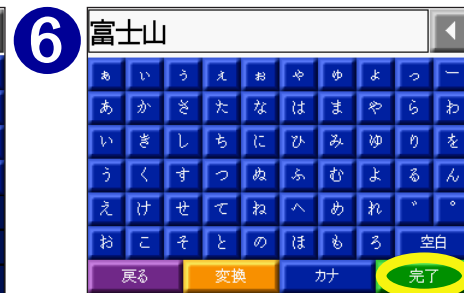 6
富士山
ぁ ぃ ぅ ぇ ぉ ゃ ゅ ょ っ ー
あ か さ た な は ま や ら わ
い き し ち に ひ み ゆ り を
う く す つ ぬ ふ む よ る ん
え け せ て ね へ め れ ゛ ゜
お こ そ と の ほ も ろ 空白
戻る 変換 カナ 完了